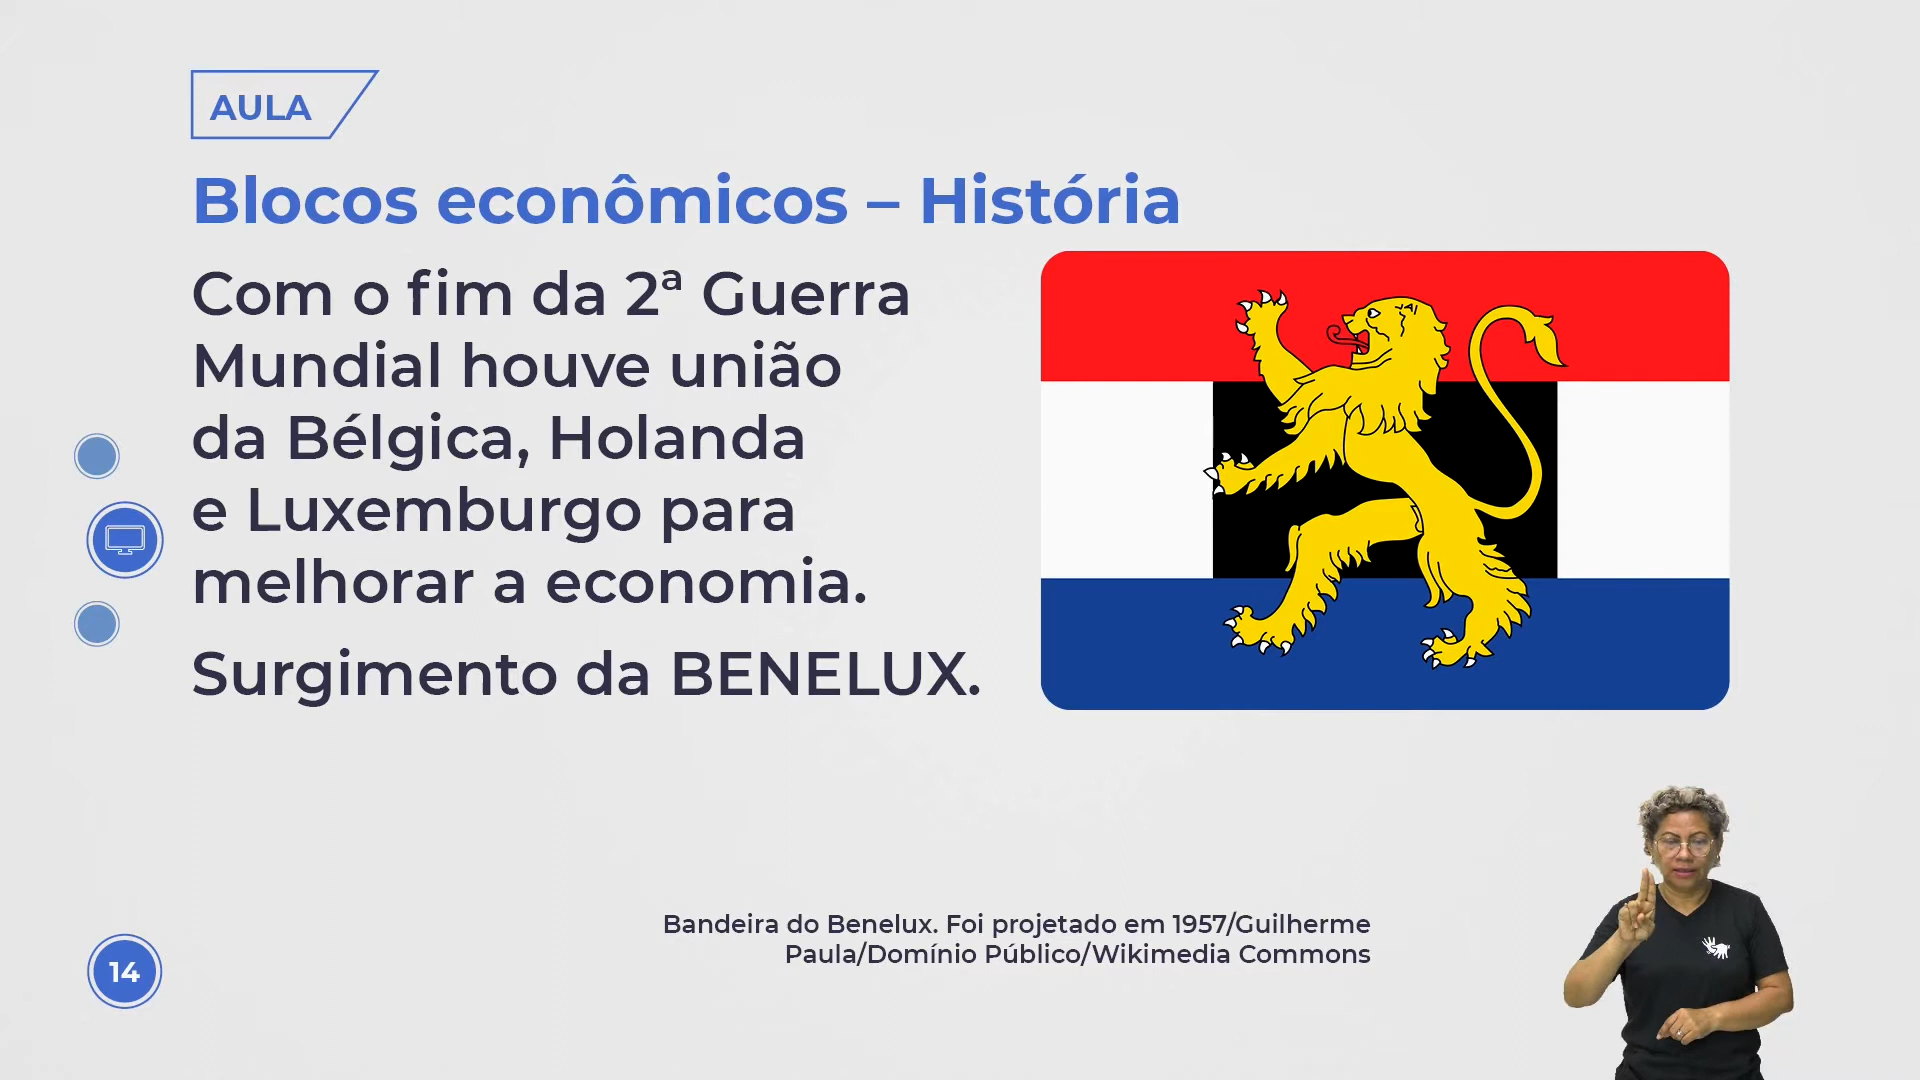 AULA
Blocos econômicos – História
Com o fim da 2ª Guerra
Mundial houve união
da Bélgica, Holanda
e Luxemburgo para
melhorar a economia.
Surgimento da BENELUX.
Bandeira do Benelux. Foi projetado em 1957/Guilherme
Paula/Domínio Público/Wikimedia Commons
14